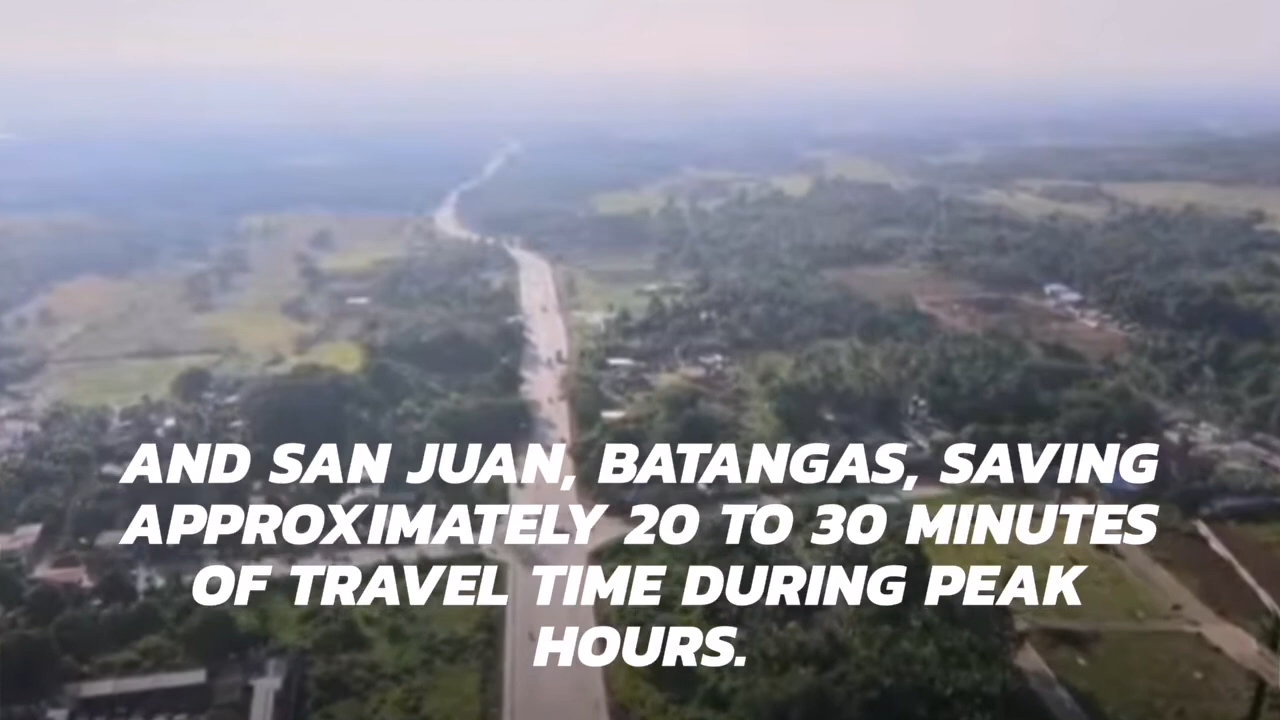 AND SAN JUAN, BATANGAS, SAVING
APPROXIMATELY 20 TO 30 MINUTES
OF TRAVEL TIME DURING PEAK
HOURS.